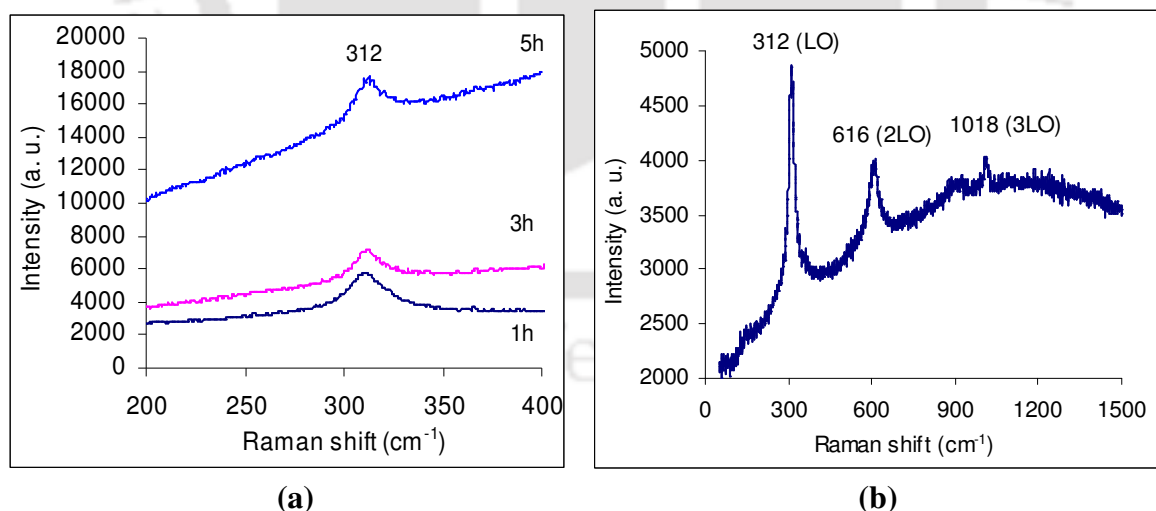 20000
18000
16000
14000
12000
10000
8000
6000
4000
2000
0
Intensity (a. u.)
312
5h
3h
1h
200 250 300 350 400
Raman shift (cm⁻¹)
(a)
5000
4500
4000
3500
3000
2500
2000
Intensity (a. u.)
312 (LO)
616 (2LO)
1018 (3LO)
0 300 600 900 1200 1500
Raman shift (cm⁻¹)
(b)